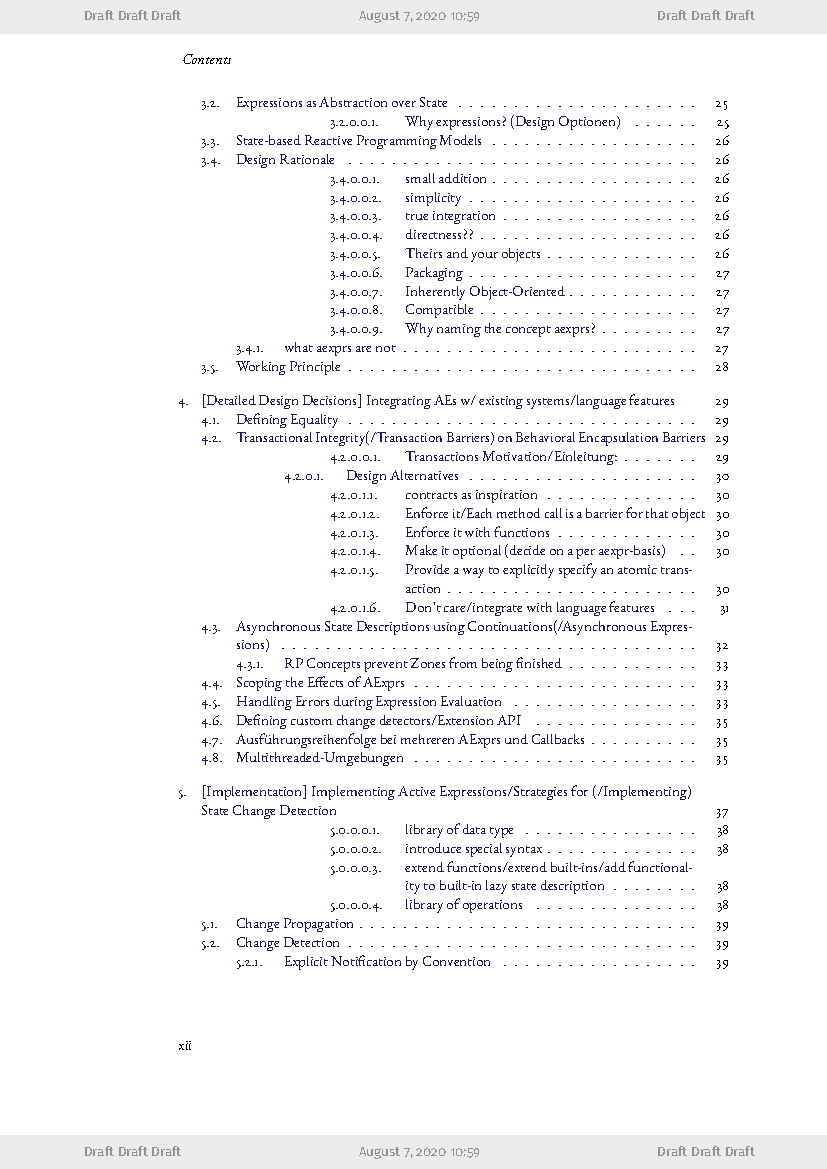 Draft Draft Draft August 7, 2020 10:59 Draft Draft Draft
Contents
3.2. Expressions as Abstraction over State . . . . . . . . . . . . . . . . . . . . . . 25
3.2.0.0.1. Why expressions? (Design Optionen) . . . . . . 25
3.3. State-based Reactive Programming Models . . . . . . . . . . . . . . . . . . . 26
3.4. Design Rationale . . . . . . . . . . . . . . . . . . . . . . . . . . . . . . . . 26
3.4.0.0.1. small addition . . . . . . . . . . . . . . . . . . 26
3.4.0.0.2. simplicity . . . . . . . . . . . . . . . . . . . . 26
3.4.0.0.3. true integration . . . . . . . . . . . . . . . . . 26
3.4.0.0.4. directness?? . . . . . . . . . . . . . . . . . . . 26
3.4.0.0.5. Theirs and your objects . . . . . . . . . . . . . 26
3.4.0.0.6. Packaging . . . . . . . . . . . . . . . . . . . . 27
3.4.0.0.7. Inherently Object-Oriented . . . . . . . . . . . . 27
3.4.0.0.8. Compatible . . . . . . . . . . . . . . . . . . . 27
3.4.0.0.9. Why naming the concept aexprs? . . . . . . . . . 27
3.4.1. what aexprs are not . . . . . . . . . . . . . . . . . . . . . . . . . . . 27
3.5. Working Principle . . . . . . . . . . . . . . . . . . . . . . . . . . . . . . . . 28
4. [Detailed Design Decisions] Integrating AEs w/ existing systems/language features 29
4.1. Defining Equality . . . . . . . . . . . . . . . . . . . . . . . . . . . . . . . . 29
4.2. Transactional Integrity(/Transaction Barriers) on Behavioral Encapsulation Barriers 29
4.2.0.0.1. Transactions Motivation/Einleitung: . . . . . . . 29
4.2.0.1. Design Alternatives . . . . . . . . . . . . . . . . . . . . . 30
4.2.0.1.1. contracts as inspiration . . . . . . . . . . . . . . 30
4.2.0.1.2. Enforce it/Each method call is a barrier for that object 30
4.2.0.1.3. Enforce it with functions . . . . . . . . . . . . . 30
4.2.0.1.4. Make it optional (decide on a per aexpr-basis) . . 30
4.2.0.1.5. Provide a way to explicitly specify an atomic trans-
action . . . . . . . . . . . . . . . . . . . . . . 30
4.2.0.1.6. Don't care/integrate with language features . . . 31
4.3. Asynchronous State Descriptions using Continuations(/Asynchronous Expres-
sions) . . . . . . . . . . . . . . . . . . . . . . . . . . . . . . . . . . . . . . 32
4.3.1. RP Concepts prevent Zones from being finished . . . . . . . . . . . . 33
4.4. Scoping the Effects of AExprs . . . . . . . . . . . . . . . . . . . . . . . . . . 33
4.5. Handling Errors during Expression Evaluation . . . . . . . . . . . . . . . . . 33
4.6. Defining custom change detectors/Extension API . . . . . . . . . . . . . . . 35
4.7. Ausführungsreihenfolge bei mehreren AExprs und Callbacks . . . . . . . . . . 35
4.8. Multithreaded-Umgebungen . . . . . . . . . . . . . . . . . . . . . . . . . . 35
5. [Implementation] Implementing Active Expressions/Strategies for (/Implementing)
State Change Detection 37
5.0.0.0.1. library of data type . . . . . . . . . . . . . . . . 38
5.0.0.0.2. introduce special syntax . . . . . . . . . . . . . . 38
5.0.0.0.3. extend functions/extend built-ins/add functional-
ity to built-in lazy state description . . . . . . . . 38
5.0.0.0.4. library of operations . . . . . . . . . . . . . . . 38
5.1. Change Propagation . . . . . . . . . . . . . . . . . . . . . . . . . . . . . . . 39
5.2. Change Detection . . . . . . . . . . . . . . . . . . . . . . . . . . . . . . . . 39
5.2.1. Explicit Notification by Convention . . . . . . . . . . . . . . . . . . 39
xii
Draft Draft Draft August 7, 2020 10:59 Draft Draft Draft